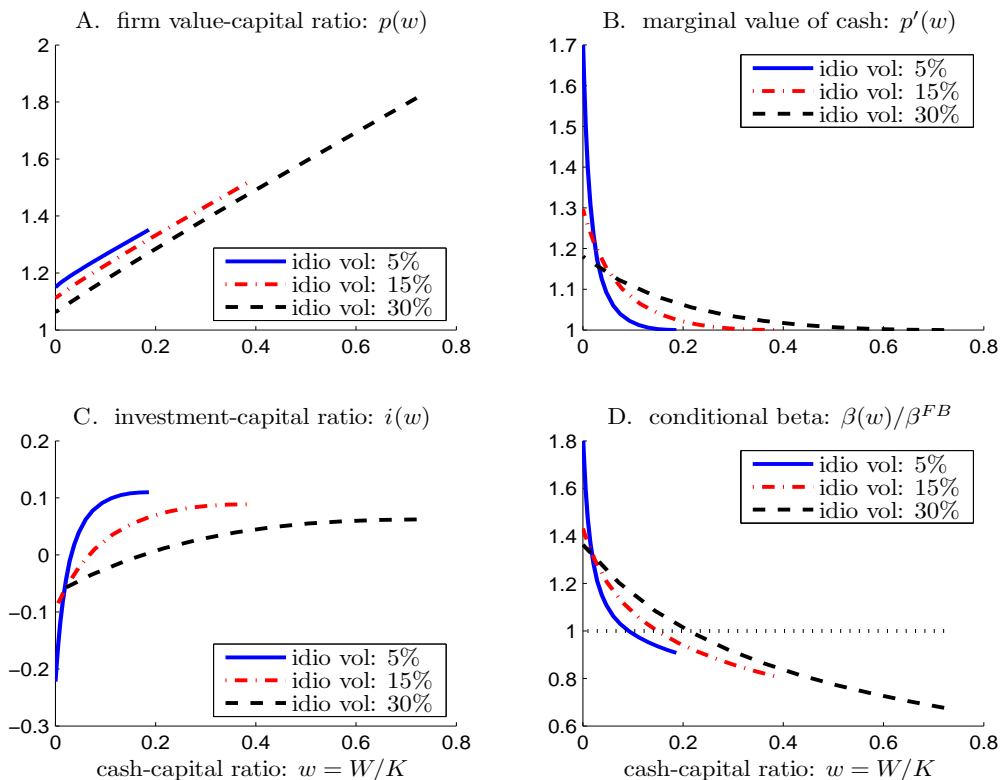 A. firm value-capital ratio: p(w)
2
1.8
1.6
1.4
1.2
1
0 0.2 0.4 0.6 0.8
idio vol: 5%
idio vol: 15%
idio vol: 30%
B. marginal value of cash: p′(w)
1.7
1.6
1.5
1.4
1.3
1.2
1.1
1
0 0.2 0.4 0.6 0.8
idio vol: 5%
idio vol: 15%
idio vol: 30%
C. investment-capital ratio: i(w)
0.2
0.1
0
−0.1
−0.2
−0.3
0 0.2 0.4 0.6 0.8
idio vol: 5%
idio vol: 15%
idio vol: 30%
cash-capital ratio: w = W/K
D. conditional beta: β(w)/β^FB
1.8
1.6
1.4
1.2
1
0.8
0.6
0 0.2 0.4 0.6 0.8
idio vol: 5%
idio vol: 15%
idio vol: 30%
cash-capital ratio: w = W/K